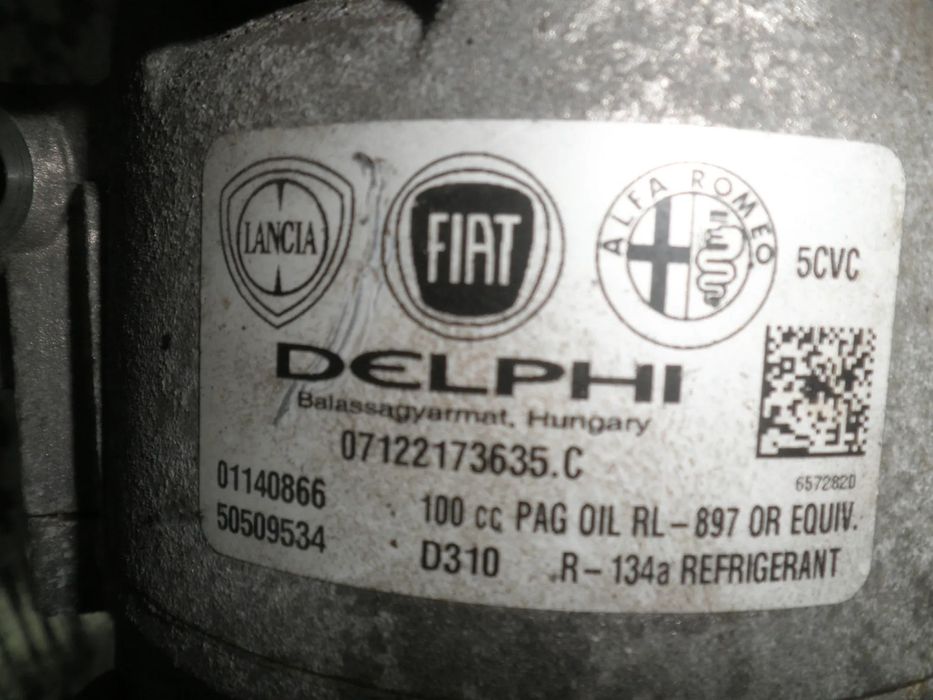 LANCIA
FIAT
ALFA ROMEO
5CVC
DELPHI
Balassagyarmat, Hungary
07122173635.C
6572820
01140866
50509534
100 cc PAG OIL RL-897 OR EQUIV.
D310 R-134a REFRIGERANT